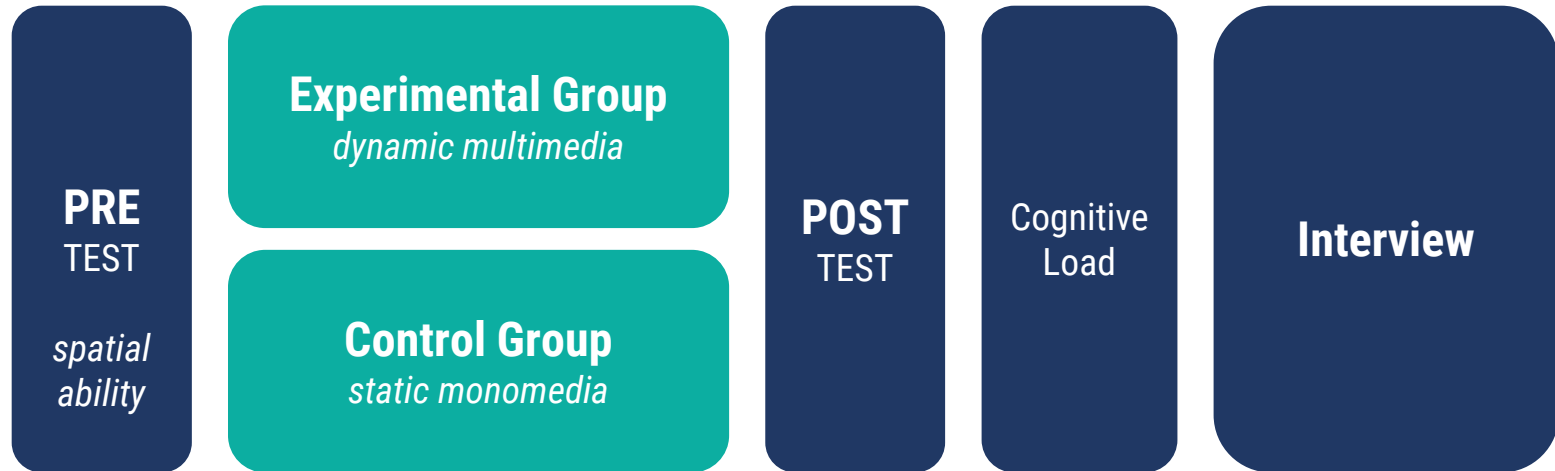 PRE
TEST
spatial
ability
Experimental Group
dynamic multimedia
Control Group
static monomedia
POST
TEST
Cognitive
Load
Interview